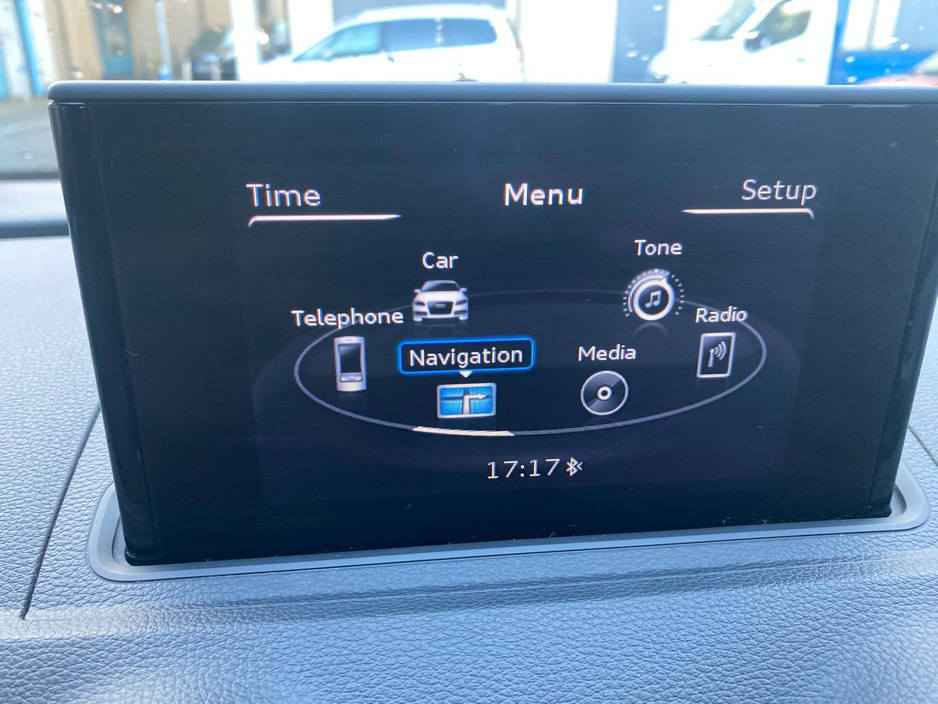 Time Menu Setup
Car Tone
Telephone Radio
Navigation Media
17:17